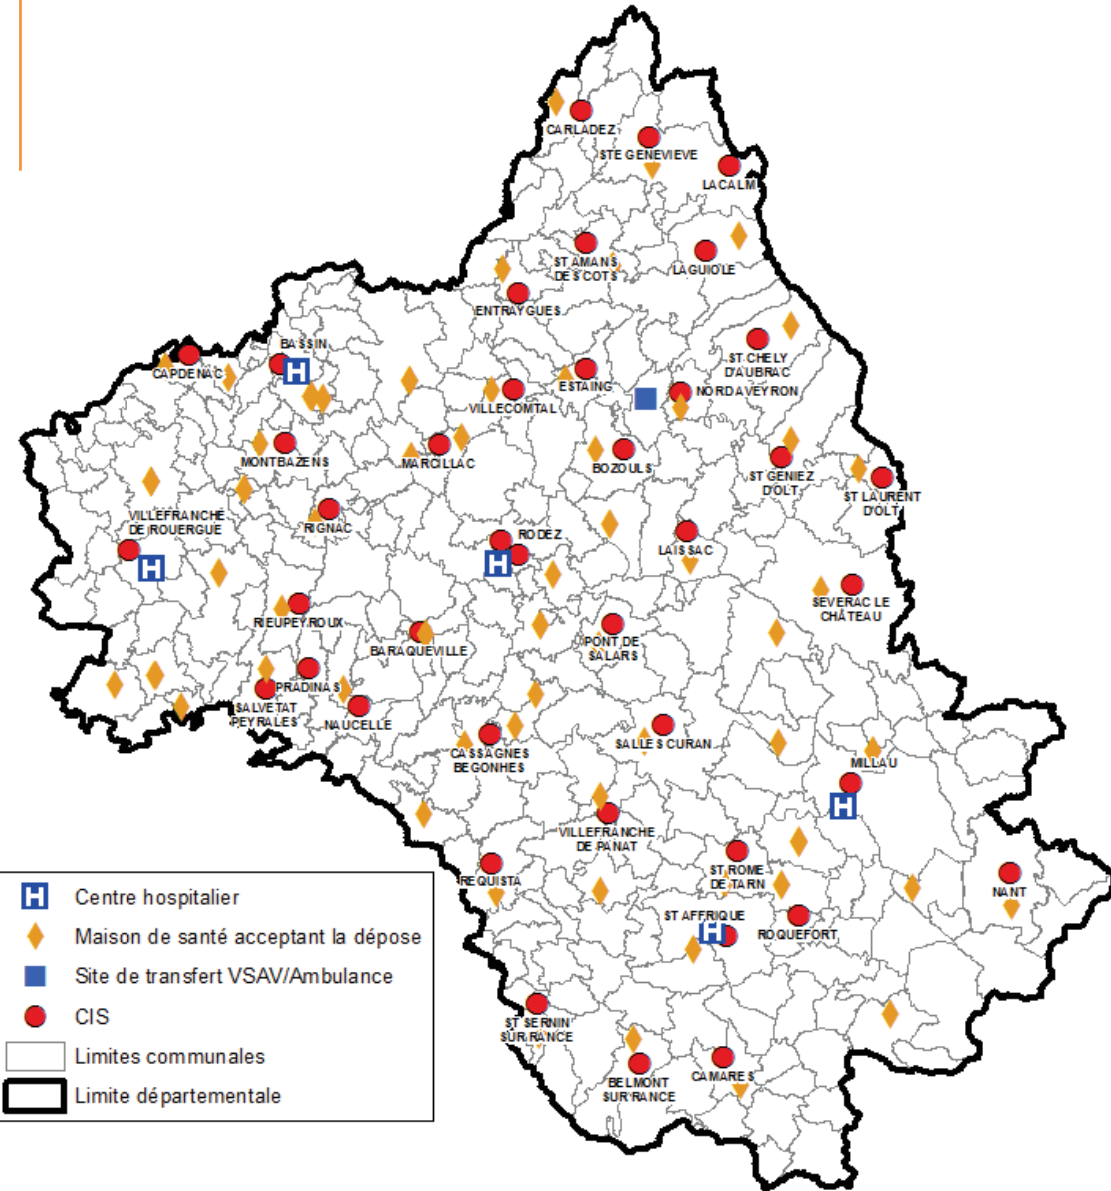 CARLADEZ
STE GENEVIEVE
LACALM
ST AMANS
DES COTS
LAGUIOLE
ENTRAYGUES
BASSIN
CAPDENAC
ST CHELY
D'AUBRAC
ESTAING
NORD AVEYRON
VILLECOMTAL
MONTBAZENS
MARCILLAC
BOZOULS
ST GENIEZ
D'OLT
ST LAURENT
D'OLT
VILLEFRANCHE
DE ROUERGUE
RIGNAC
RODEZ
LAISSAC
SEVERAC LE
CHÂTEAU
RIEUPEYROUX
BARAQUEVILLE
PONT DE
SALARS
PRADINAS
SALVETAT
PEYRALES
NAUCELLE
CASSAGNES
BEGONHES
SALLES CURAN
MILLAU
VILLEFRANCHE
DE PANAT
REQUISTA
ST ROME
DE TARN
NANT
ST AFFRIQUE
ROQUEFORT
ST SERNIN
SUR RANCE
BELMONT
SUR RANCE
CAMARES
H
H
H
H
H
H Centre hospitalier
Maison de santé acceptant la dépose
Site de transfert VSAV/Ambulance
CIS
Limites communales
Limite départementale